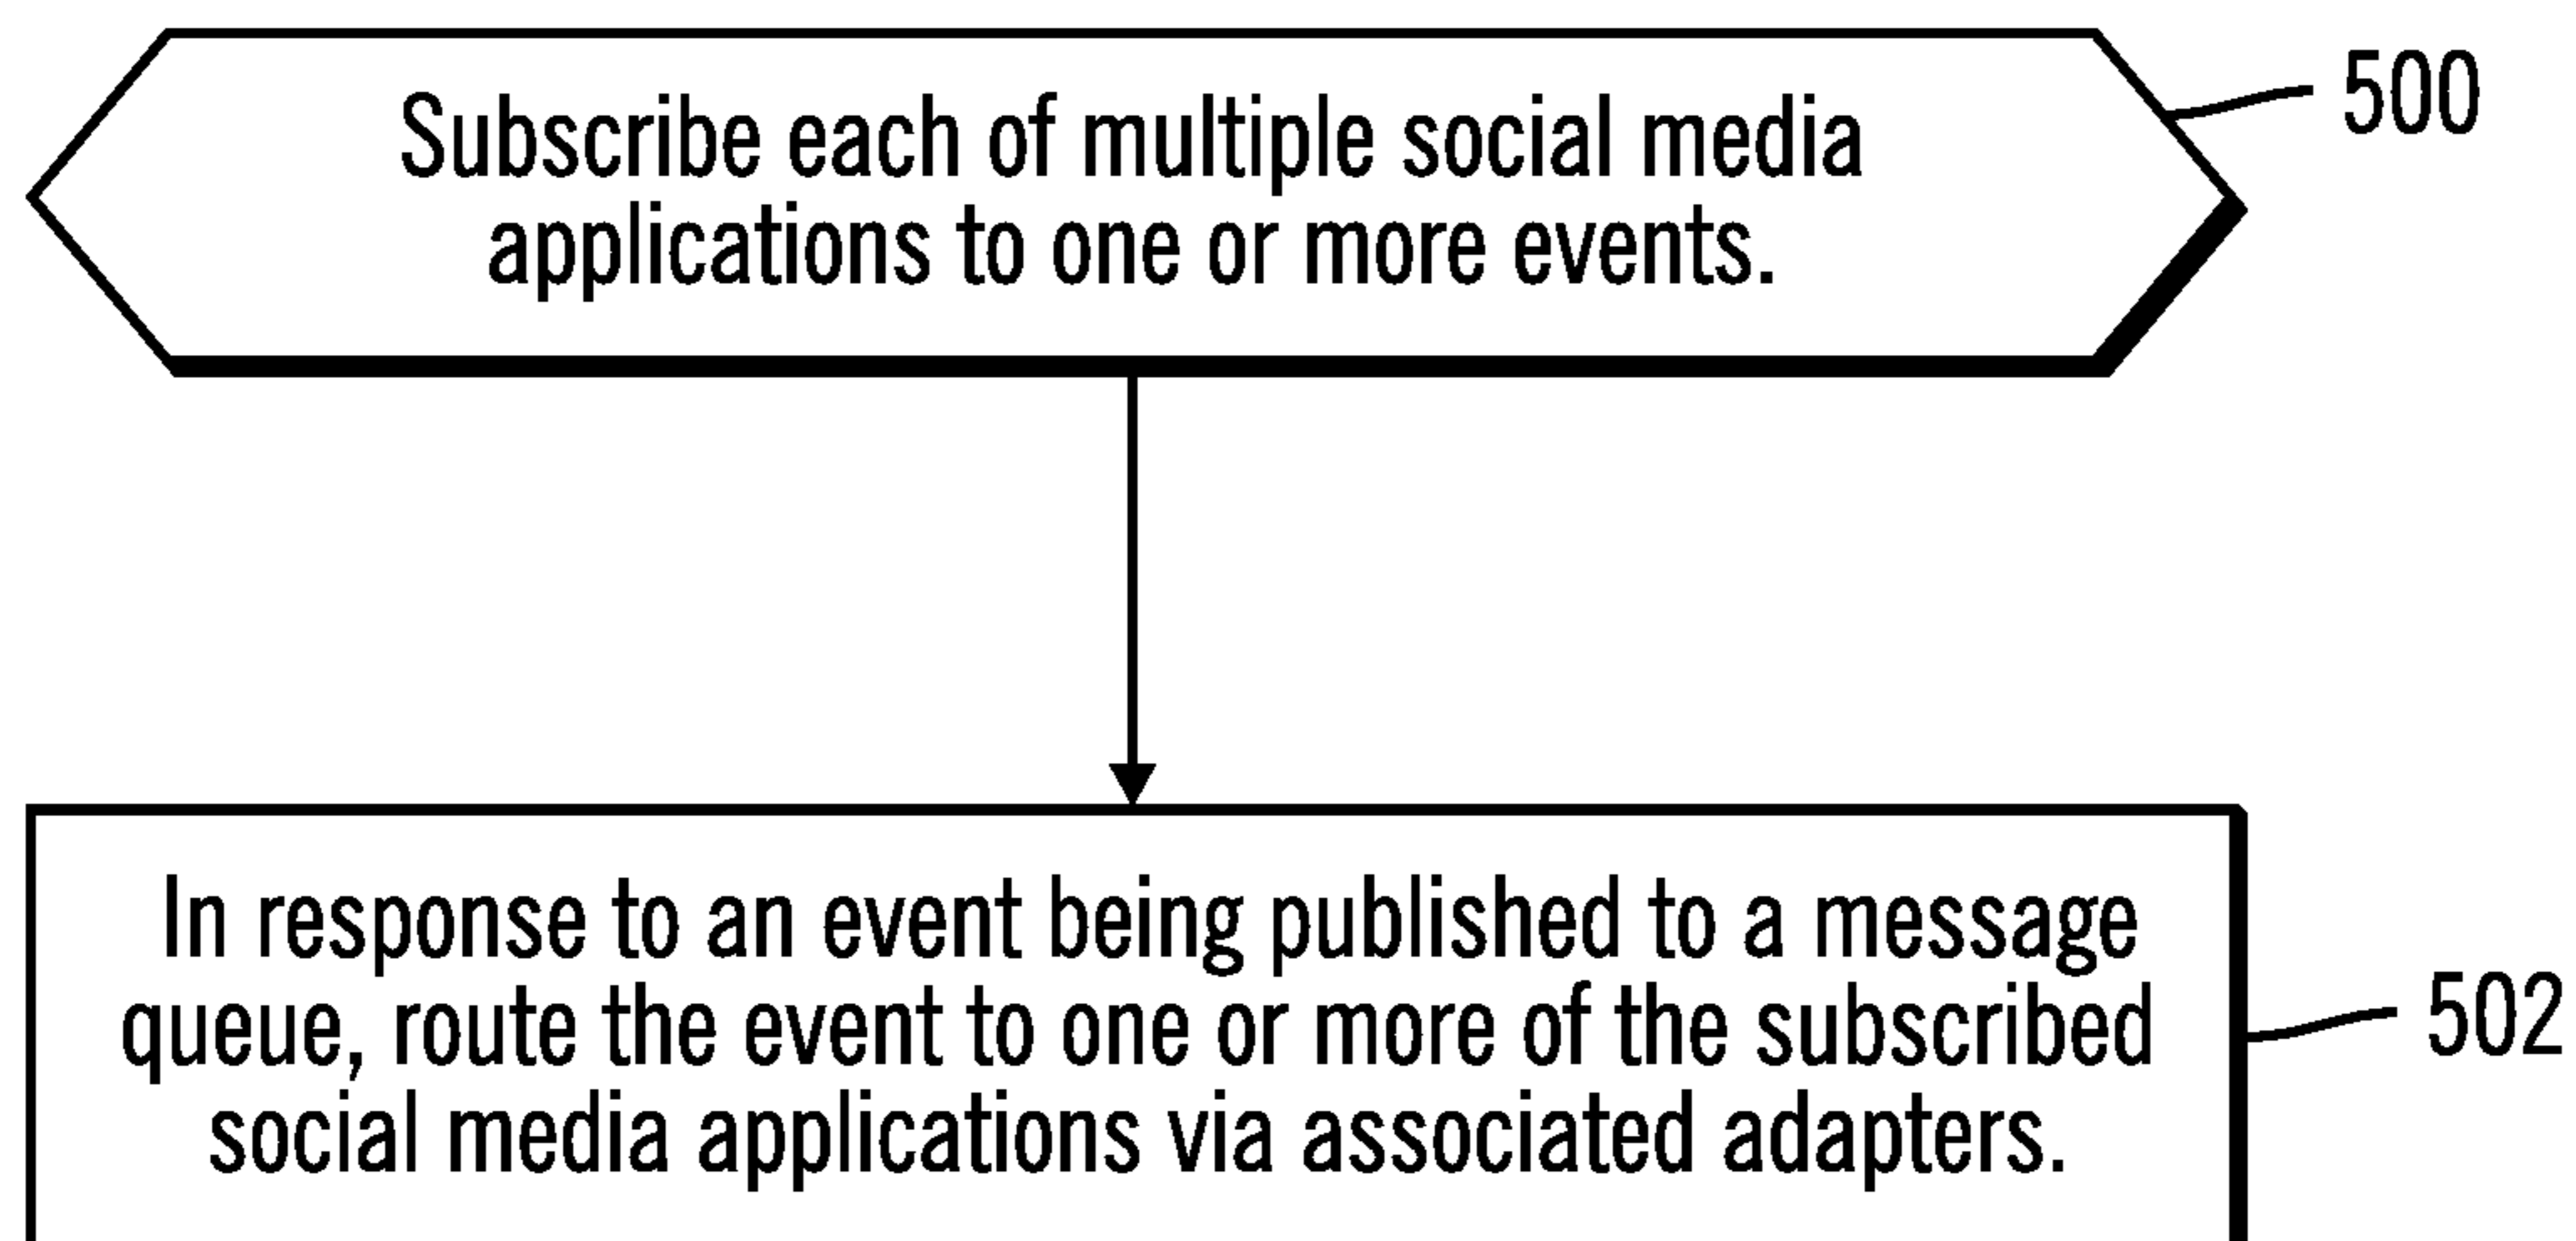 Subscribe each of multiple social media
applications to one or more events.
500
In response to an event being published to a message
queue, route the event to one or more of the subscribed
social media applications via associated adapters.
502